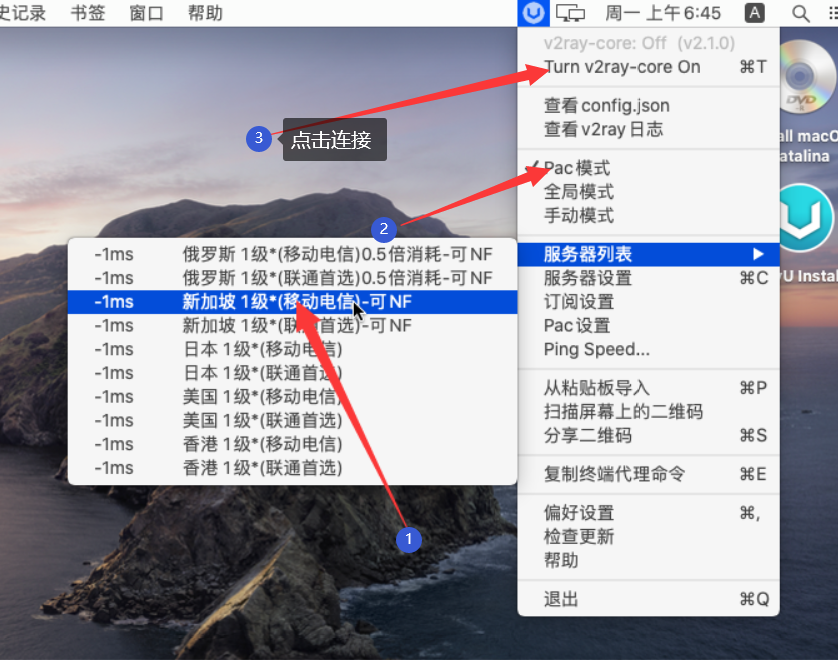 史记录 书签 窗口 帮助 周一 上午6:45 A
v2ray-core: Off (v2.1.0)
Turn v2ray-core On ⌘T
查看 config.json
查看 v2ray 日志
3 点击连接
✓ Pac 模式
全局模式
手动模式
2
服务器列表 ▶
服务器设置 ⌘C
订阅设置
Pac 设置
Ping Speed...
从粘贴板导入 ⌘P
扫描屏幕上的二维码
分享二维码 ⌘S
复制终端代理命令 ⌘E
偏好设置 ⌘,
检查更新
帮助
退出 ⌘Q
-1ms 俄罗斯 1级*(移动电信)0.5倍消耗-可NF
-1ms 俄罗斯 1级*(联通首选)0.5倍消耗-可NF
-1ms 新加坡 1级*(移动电信)-可NF
-1ms 新加坡 1级*(联通首选)-可NF
-1ms 日本 1级*(移动电信)
-1ms 日本 1级*(联通首选)
-1ms 美国 1级*(移动电信)
-1ms 美国 1级*(联通首选)
-1ms 香港 1级*(移动电信)
-1ms 香港 1级*(联通首选)
1
DVD
all macO
atalina
yU Instal